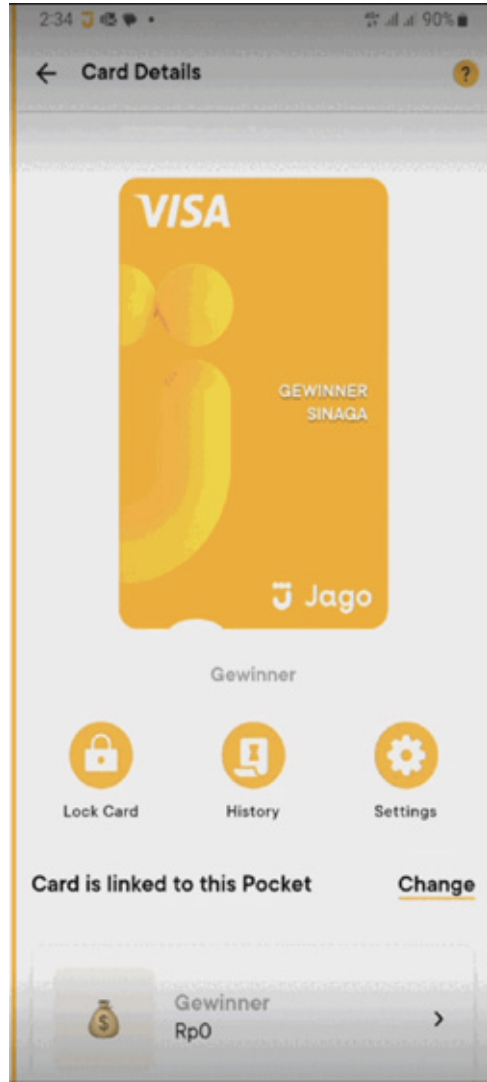 2:34
90%
Card Details
?
VISA
GEWINNER
SINAGA
Jago
Gewinner
Lock Card
History
Settings
Card is linked to this Pocket
Change
Gewinner
Rp0